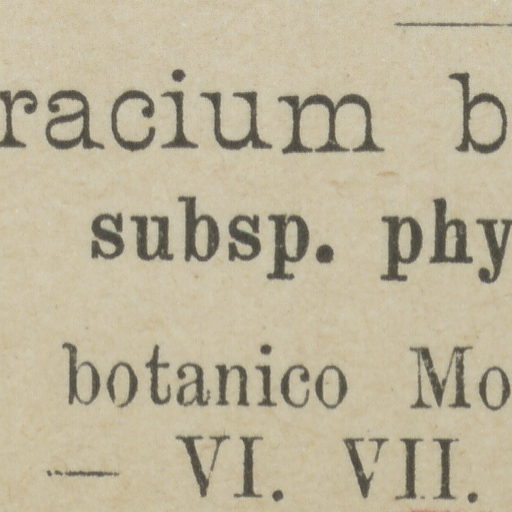 racium b
subsp. phy
botanico Mo
— VI. VII.